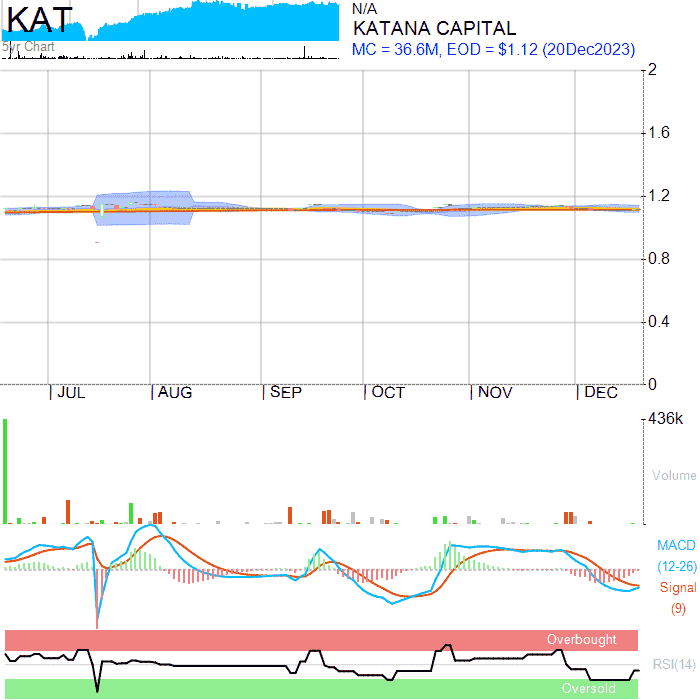 KAT
5yr Chart
N/A
KATANA CAPITAL
MC = 36.6M, EOD = $1.12 (20Dec2023)
2
1.6
1.2
0.8
0.4
0
JUL AUG SEP OCT NOV DEC
436k
Volume
MACD
(12-26)
Signal
(9)
Overbought
RSI(14)
Oversold